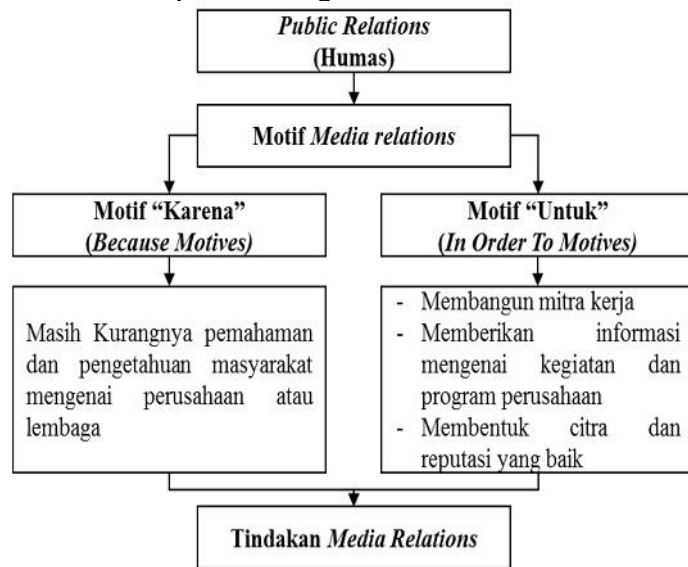 Public Relations
(Humas)
Motif Media relations
Motif “Karena”
(Because Motives)
Motif “Untuk”
(In Order To Motives)
Masih Kurangnya pemahaman
dan pengetahuan masyarakat
mengenai perusahaan atau
lembaga
- Membangun mitra kerja
- Memberikan informasi
mengenai kegiatan dan
program perusahaan
- Membentuk citra dan
reputasi yang baik
Tindakan Media Relations